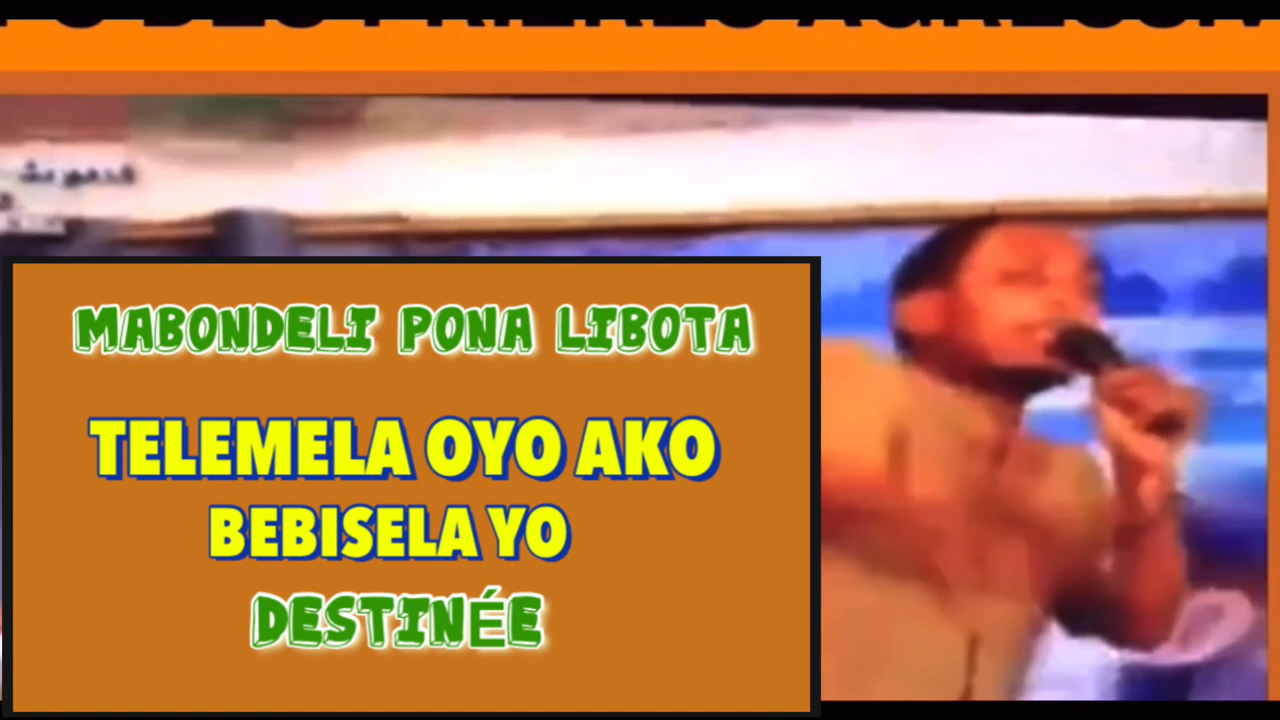 MABONDELI PONA LIBOTA
TELEMELA OYO AKO
BEBISELA YO
DESTINÉE